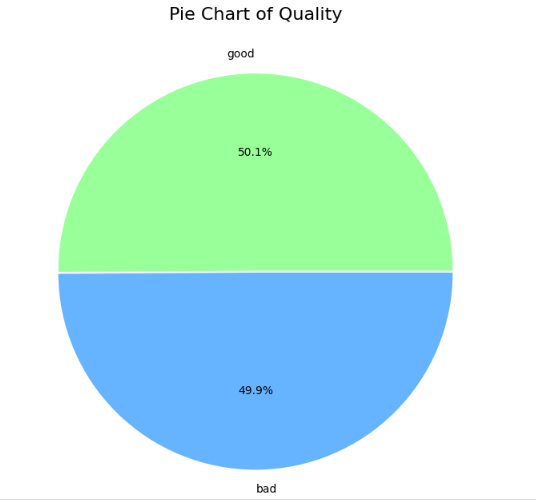 Pie Chart of Quality
good
50.1%
49.9%
bad